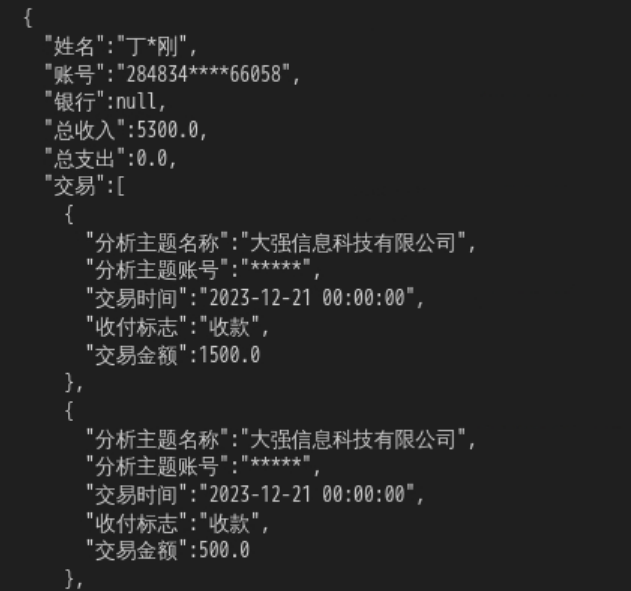 {
"姓名":"丁*刚",
"账号":"284834****66058",
"银行":null,
"总收入":5300.0,
"总支出":0.0,
"交易":[
{
"分析主题名称":"大强信息科技有限公司",
"分析主题账号":"*****",
"交易时间":"2023-12-21 00:00:00",
"收付标志":"收款",
"交易金额":1500.0
},
{
"分析主题名称":"大强信息科技有限公司",
"分析主题账号":"*****",
"交易时间":"2023-12-21 00:00:00",
"收付标志":"收款",
"交易金额":500.0
},